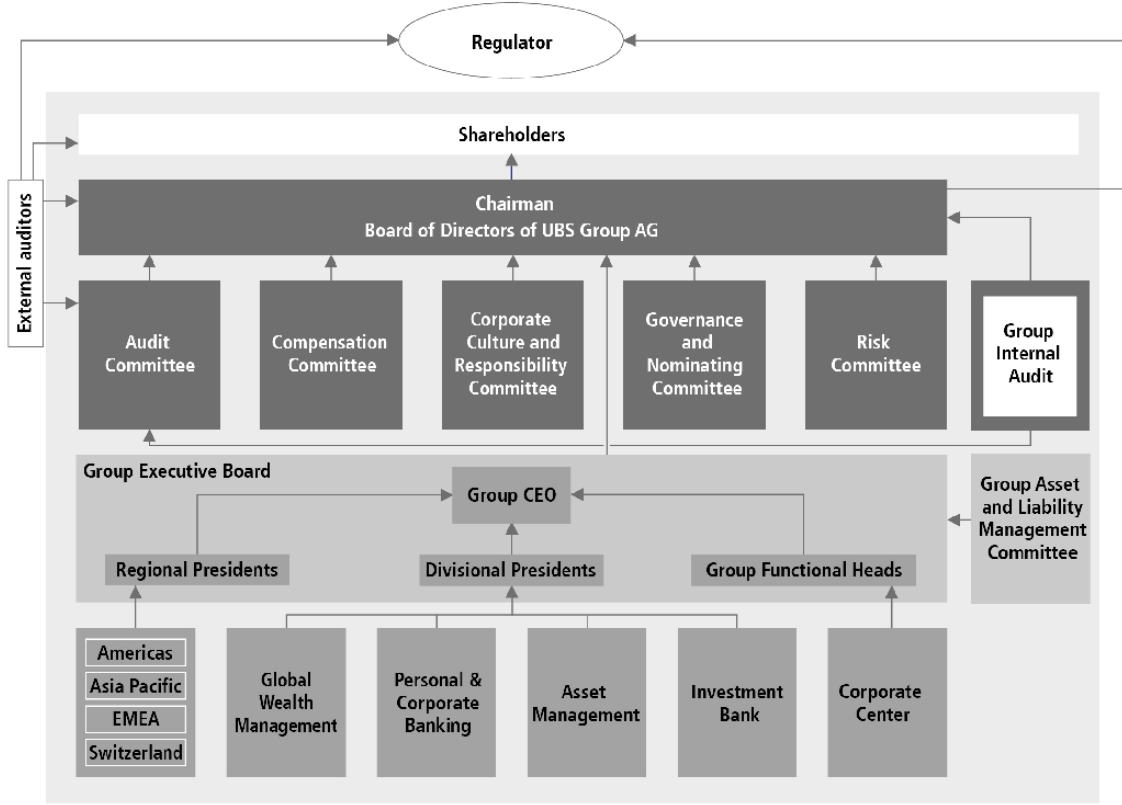 Regulator
Shareholders
External auditors
Chairman
Board of Directors of UBS Group AG
Audit
Committee
Compensation
Committee
Corporate
Culture and
Responsibility
Committee
Governance
and
Nominating
Committee
Risk
Committee
Group
Internal
Audit
Group Executive Board
Group CEO
Group Asset
and Liability
Management
Committee
Regional Presidents
Divisional Presidents
Group Functional Heads
Americas
Asia Pacific
EMEA
Switzerland
Global
Wealth
Management
Personal &
Corporate
Banking
Asset
Management
Investment
Bank
Corporate
Center